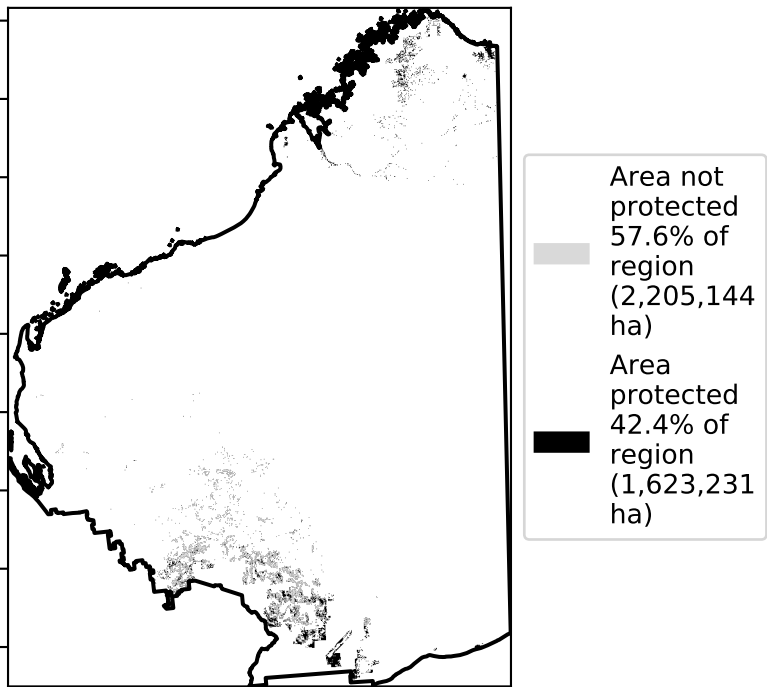 Area not
protected
57.6% of
region
(2,205,144
ha)
Area
protected
42.4% of
region
(1,623,231
ha)